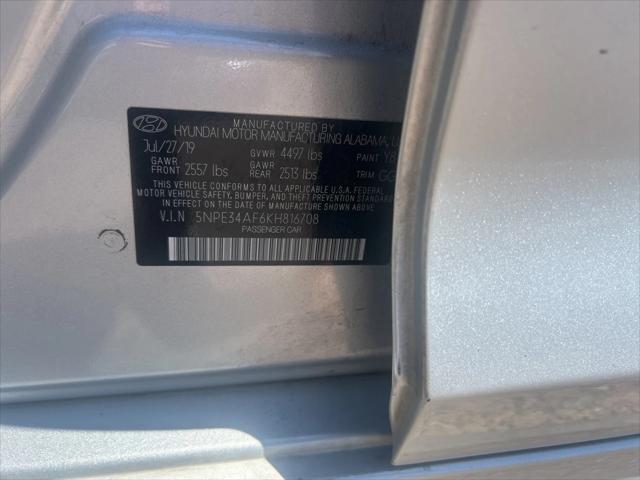 MANUFACTURED BY
HYUNDAI MOTOR MANUFACTURING ALABAMA,
Jul/27/19 GVWR 4497 lbs PAINT
GAWR FRONT 2557 lbs GAWR REAR 2513 lbs TRIM
THIS VEHICLE CONFORMS TO ALL APPLICABLE U.S.A. FEDERAL
MOTOR VEHICLE SAFETY, BUMPER, AND THEFT PREVENTION STANDARDS
IN EFFECT ON THE DATE OF MANUFACTURE SHOWN ABOVE.
V.I.N 5NPE34AF6KH816708
PASSENGER CAR